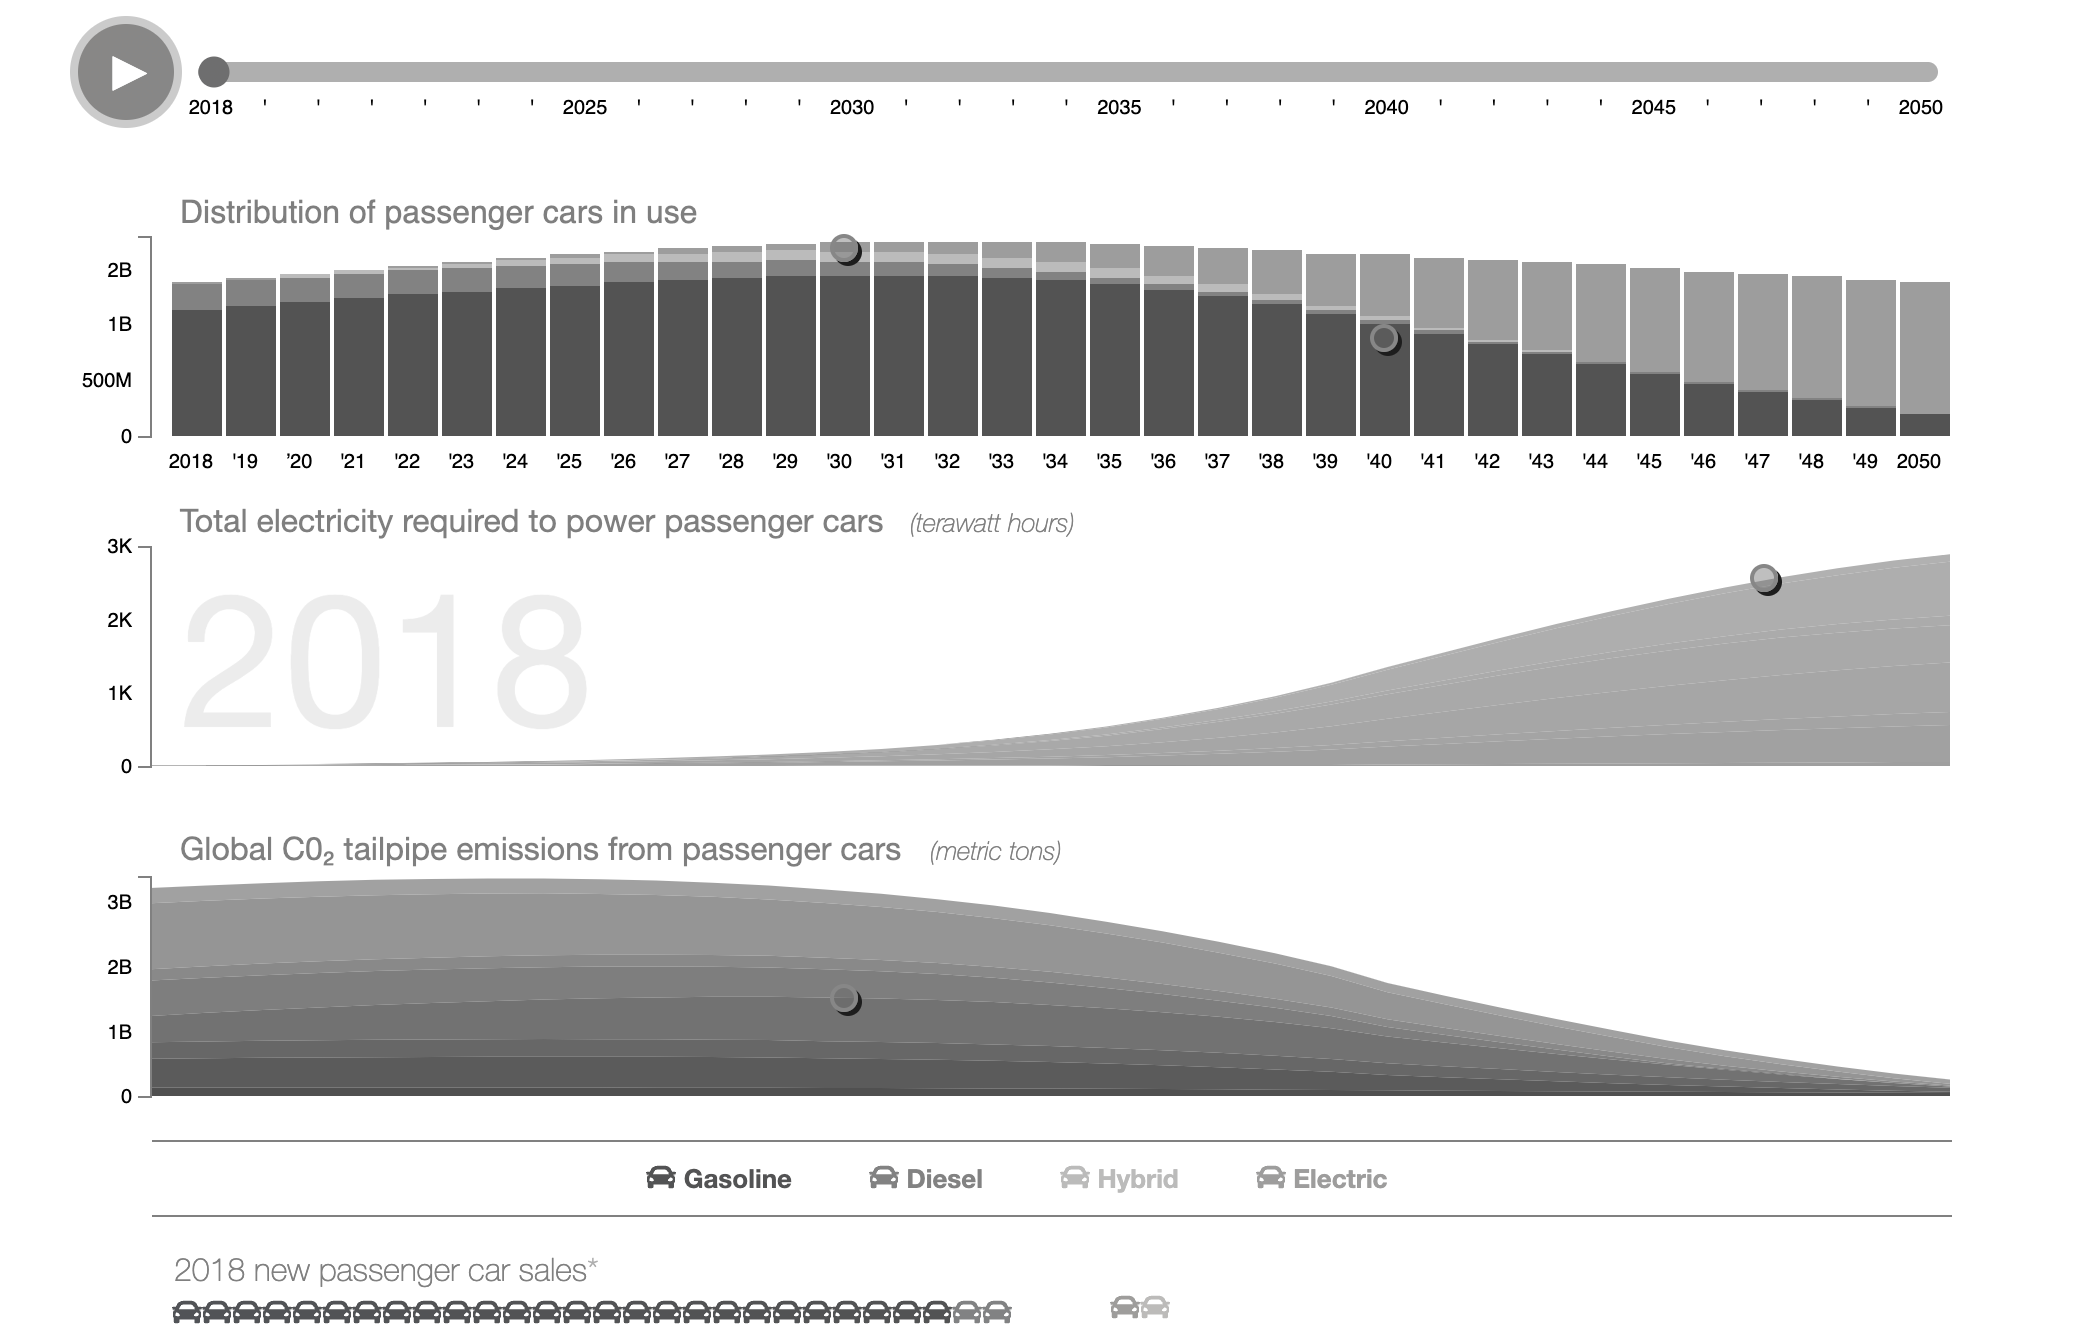 2018 2025 2030 2035 2040 2045 2050
Distribution of passenger cars in use
2B
1B
500M
0
2018 '19 '20 '21 '22 '23 '24 '25 '26 '27 '28 '29 '30 '31 '32 '33 '34 '35 '36 '37 '38 '39 '40 '41 '42 '43 '44 '45 '46 '47 '48 '49 2050
Total electricity required to power passenger cars (terawatt hours)
3K
2K
1K
0
2018
Global C0₂ tailpipe emissions from passenger cars (metric tons)
3B
2B
1B
0
Gasoline Diesel Hybrid Electric
2018 new passenger car sales*